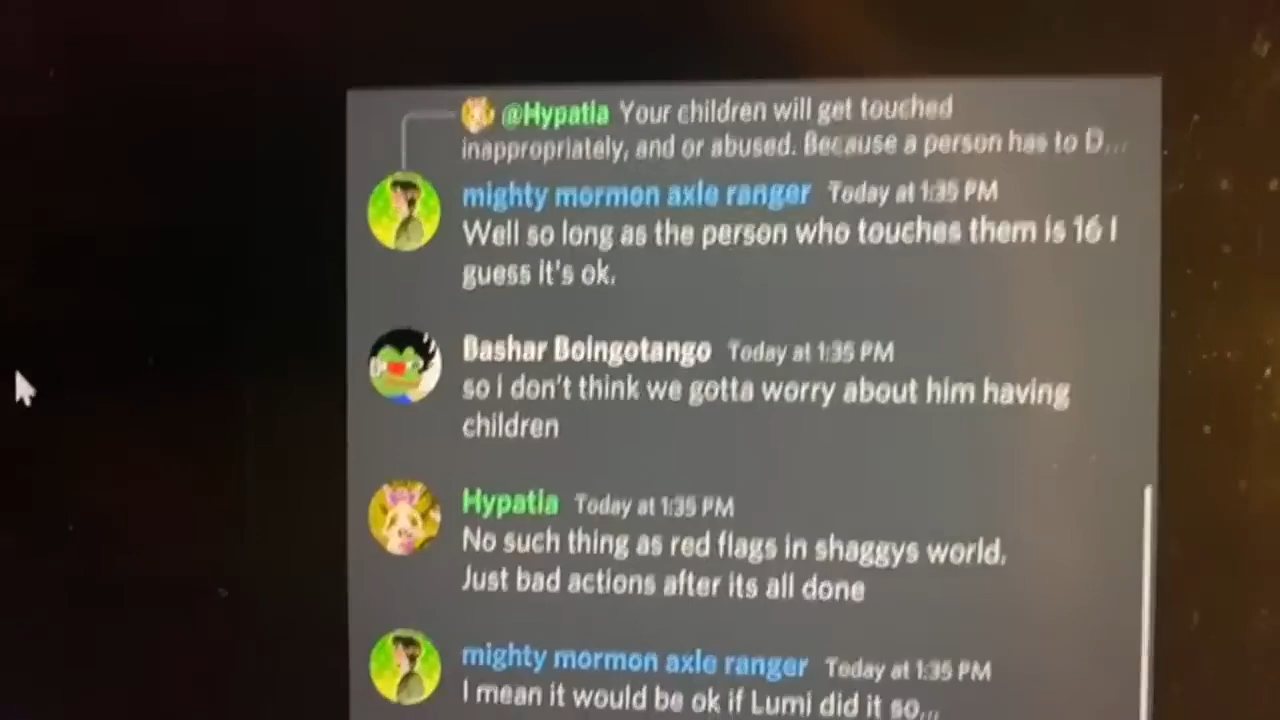 @Hypatia Your children will get touched
inappropriately, and or abused. Because a person has to D...
mighty mormon axle ranger Today at 1:35 PM
Well so long as the person who touches them is 16 I
guess it's ok.
Bashar Boingotango Today at 1:35 PM
so i don't think we gotta worry about him having
children
Hypatia Today at 1:35 PM
No such thing as red flags in shaggys world.
Just bad actions after its all done
mighty mormon axle ranger Today at 1:35 PM
I mean it would be ok if Lumi did it so...